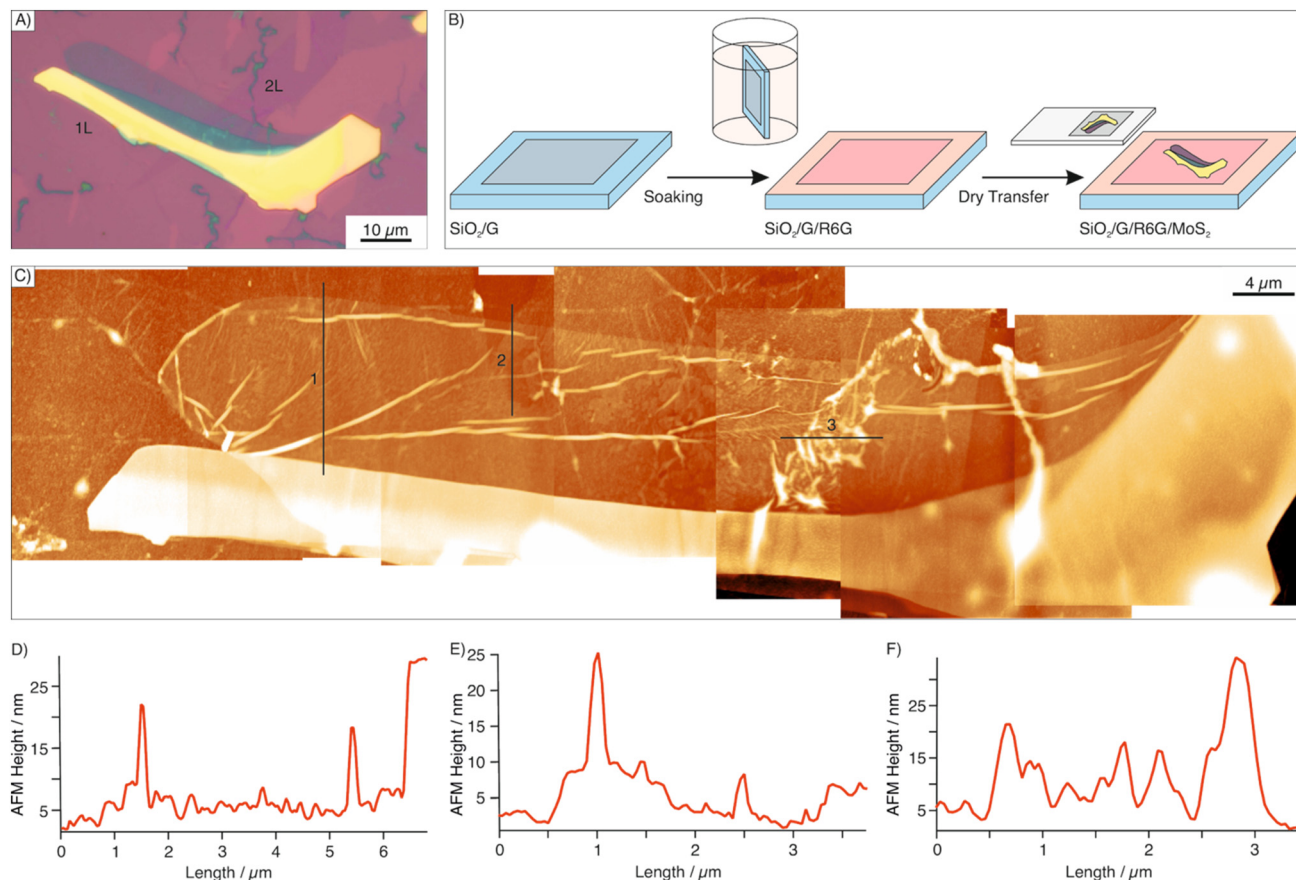 A)
2L
1L
10 µm
B)
Soaking
Dry Transfer
SiO2/G
SiO2/G/R6G
SiO2/G/R6G/MoS2
C)
4 µm
1
2
3
D)
25
15
5
AFM Height / nm
0 1 2 3 4 5 6
Length / µm
E)
25
20
15
10
5
AFM Height / nm
0 1 2 3
Length / µm
F)
25
15
5
AFM Height / nm
0 1 2 3
Length / µm